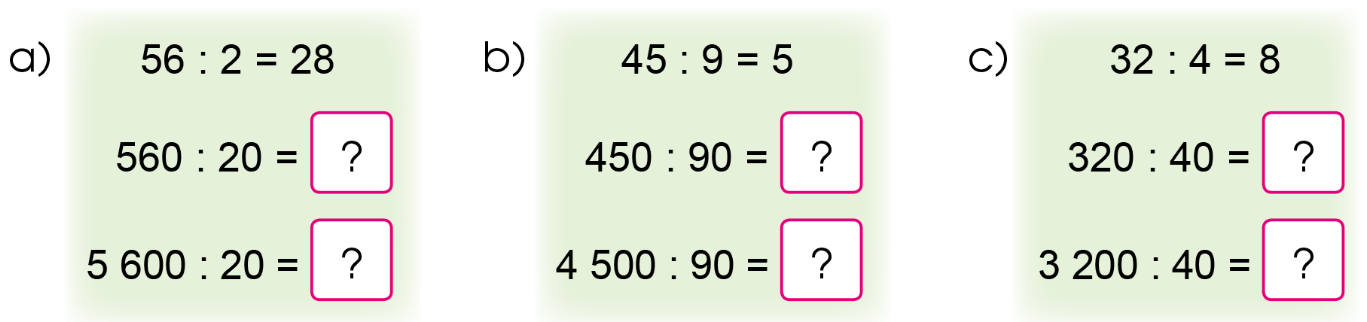 a) 56 : 2 = 28
560 : 20 = ?
5 600 : 20 = ?
b) 45 : 9 = 5
450 : 90 = ?
4 500 : 90 = ?
c) 32 : 4 = 8
320 : 40 = ?
3 200 : 40 = ?